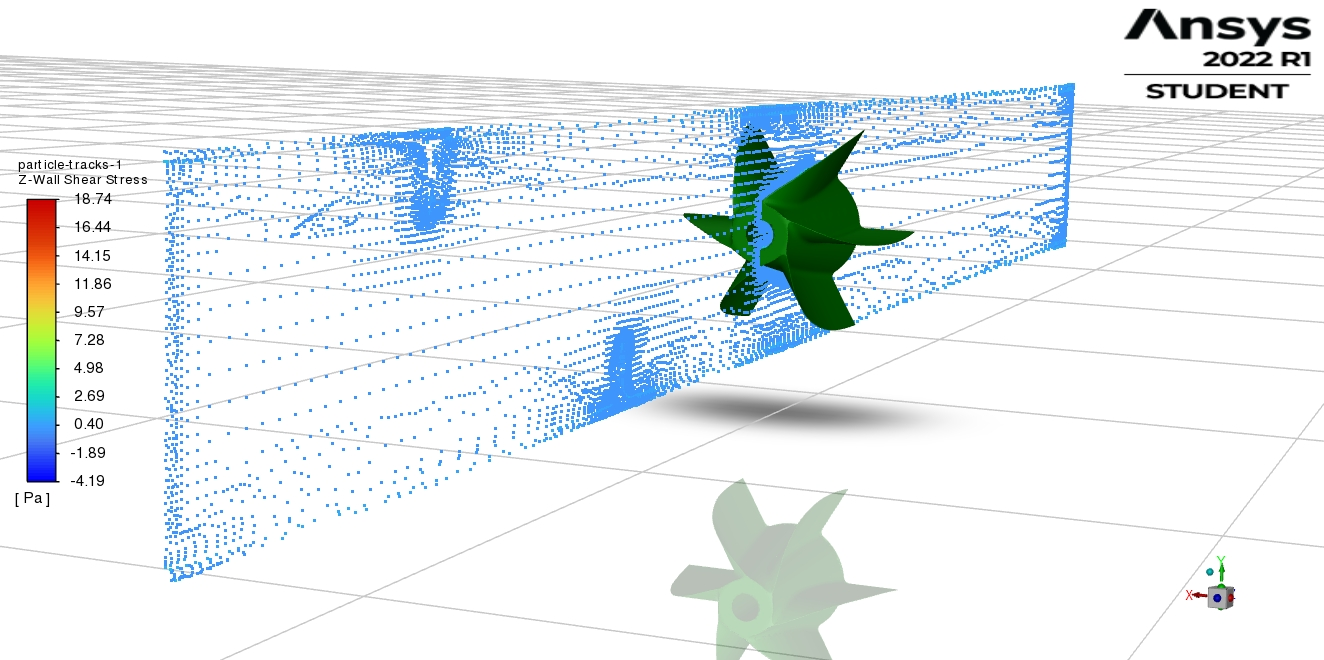 Ansys
2022 R1
STUDENT
particle-tracks-1
Z-Wall Shear Stress
18.74
16.44
14.15
11.86
9.57
7.28
4.98
2.69
0.40
-1.89
-4.19
[ Pa ]
Y
X